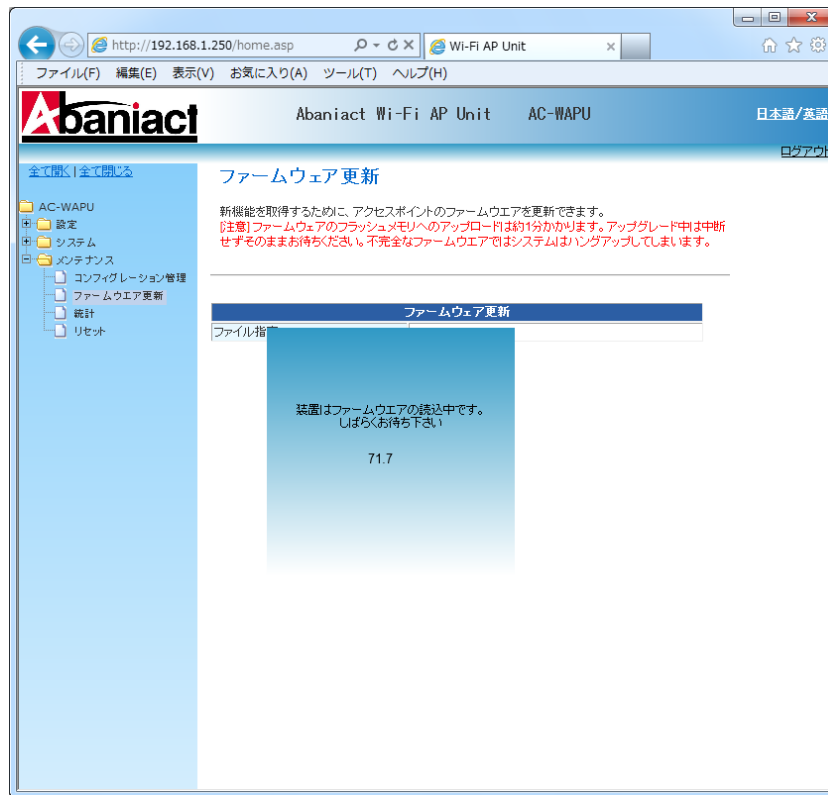 http://192.168.1.250/home.asp
Wi-Fi AP Unit
ファイル(F) 編集(E) 表示(V) お気に入り(A) ツール(T) ヘルプ(H)
Abaniact
Abaniact Wi-Fi AP Unit AC-WAPU
日本語/英語
ログアウト
全て開く | 全て閉じる
AC-WAPU
設定
システム
メンテナンス
コンフィグレーション管理
ファームウエア更新
統計
リセット
ファームウェア更新
新機能を取得するために、アクセスポイントのファームウエアを更新できます。
[注意] ファームウェアのフラッシュメモリへのアップロードは約1分かかります。アップグレード中は中断
せずそのままお待ちください。不完全なファームウエアではシステムはハングアップしてしまいます。
ファームウェア更新
ファイル指
装置はファームウエアの読込中です。
しばらくお待ち下さい
71.7